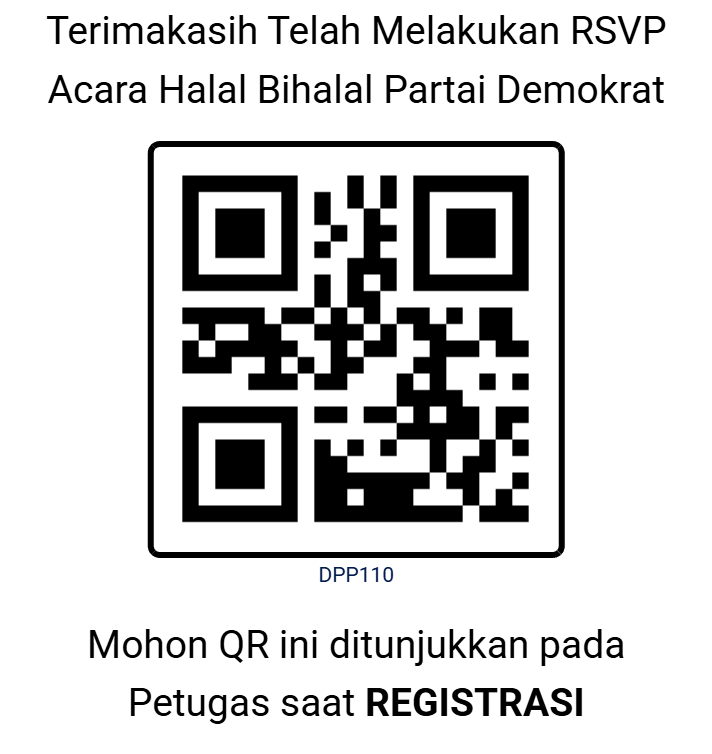 Terimakasih Telah Melakukan RSVP
Acara Halal Bihalal Partai Demokrat
DPP110
Mohon QR ini ditunjukkan pada
Petugas saat REGISTRASI